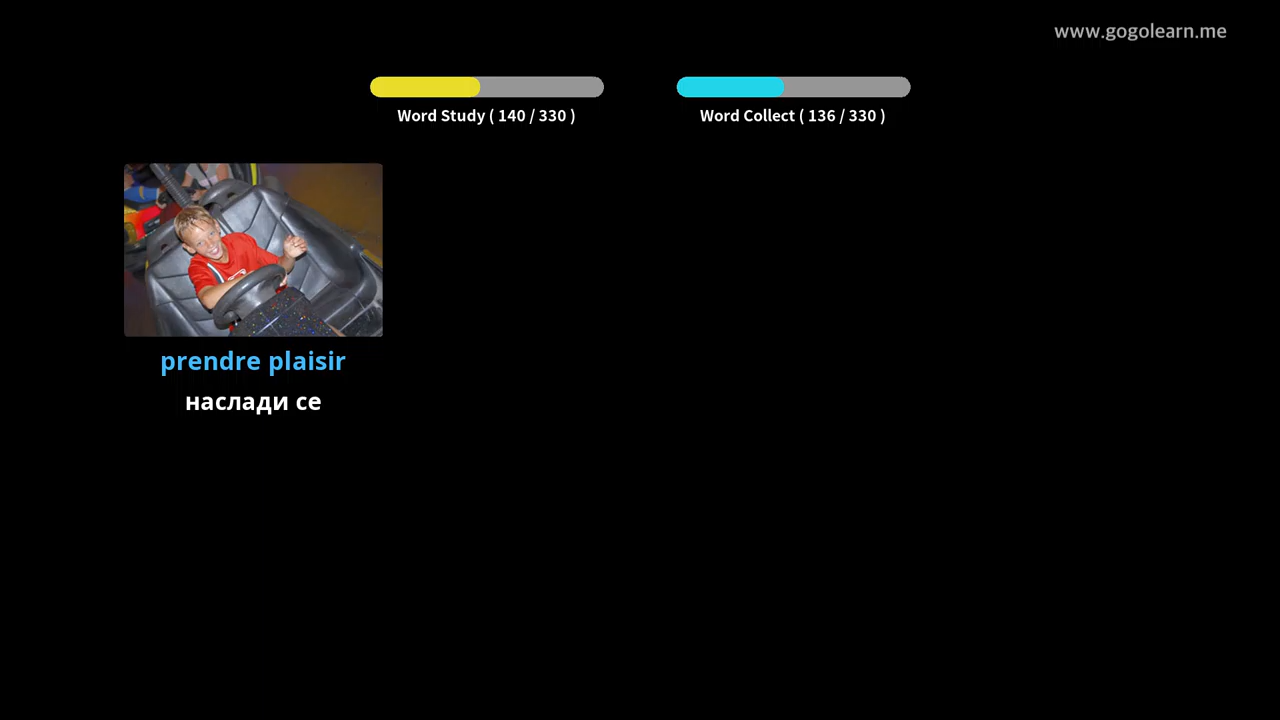 www.gogolearn.me
Word Study ( 140 / 330 )
Word Collect ( 136 / 330 )
prendre plaisir
наслади се